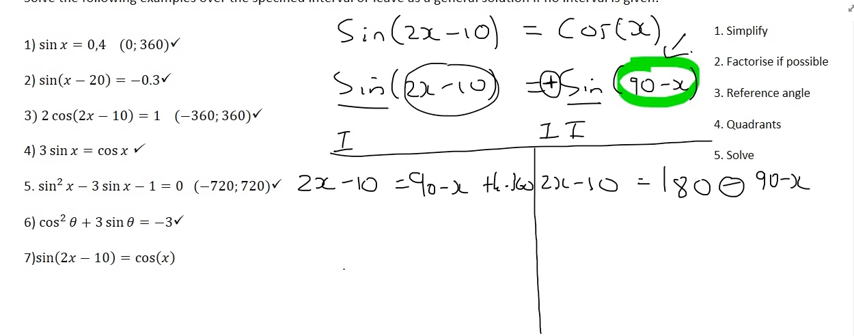 1) sin x = 0,4 (0; 360)✓
2) sin(x − 20) = −0.3✓
3) 2 cos(2x − 10) = 1 (−360; 360)✓
4) 3 sin x = cos x ✓
5. sin² x − 3 sin x − 1 = 0 (−720; 720)✓
6) cos² θ + 3 sin θ = −3✓
7)sin(2x − 10) = cos(x)
Sin(2x-10) = Cos(x)
Sin(2x-10) = + Sin(90-x)
I
II
2x-10 = 90-x +k.360
2x-10 = 180 - 90-x
1. Simplify
2. Factorise if possible
3. Reference angle
4. Quadrants
5. Solve